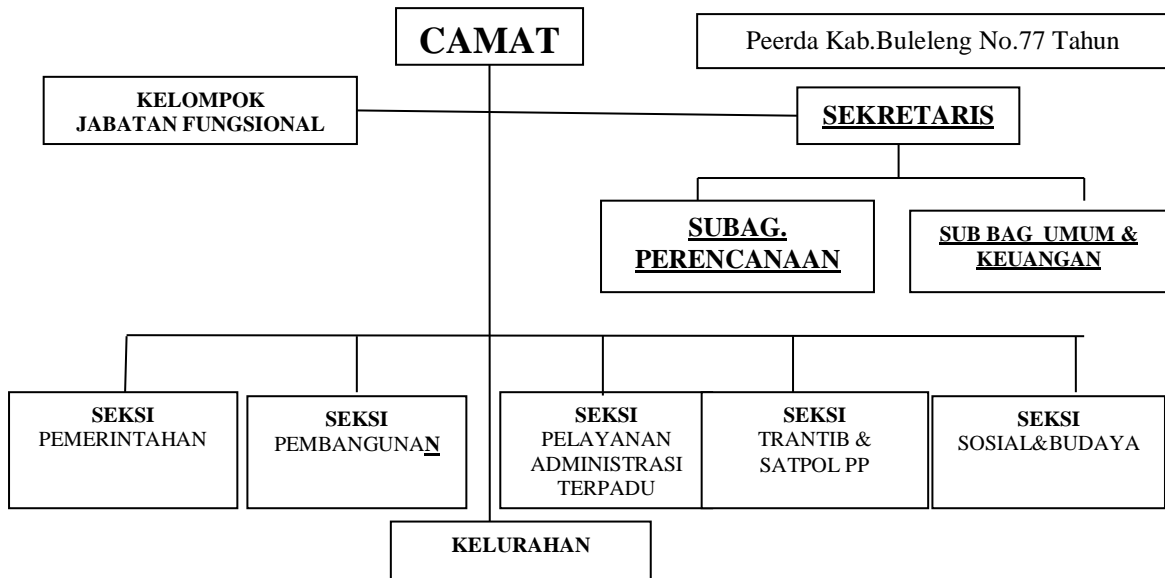 CAMAT
Peerda Kab.Buleleng No.77 Tahun
KELOMPOK
JABATAN FUNGSIONAL
SEKRETARIS
SUBAG.
PERENCANAAN
SUB BAG UMUM &
KEUANGAN
SEKSI
PEMERINTAHAN
SEKSI
PEMBANGUNAN
SEKSI
PELAYANAN
ADMINISTRASI
TERPADU
SEKSI
TRANTIB &
SATPOL PP
SEKSI
SOSIAL&BUDAYA
KELURAHAN